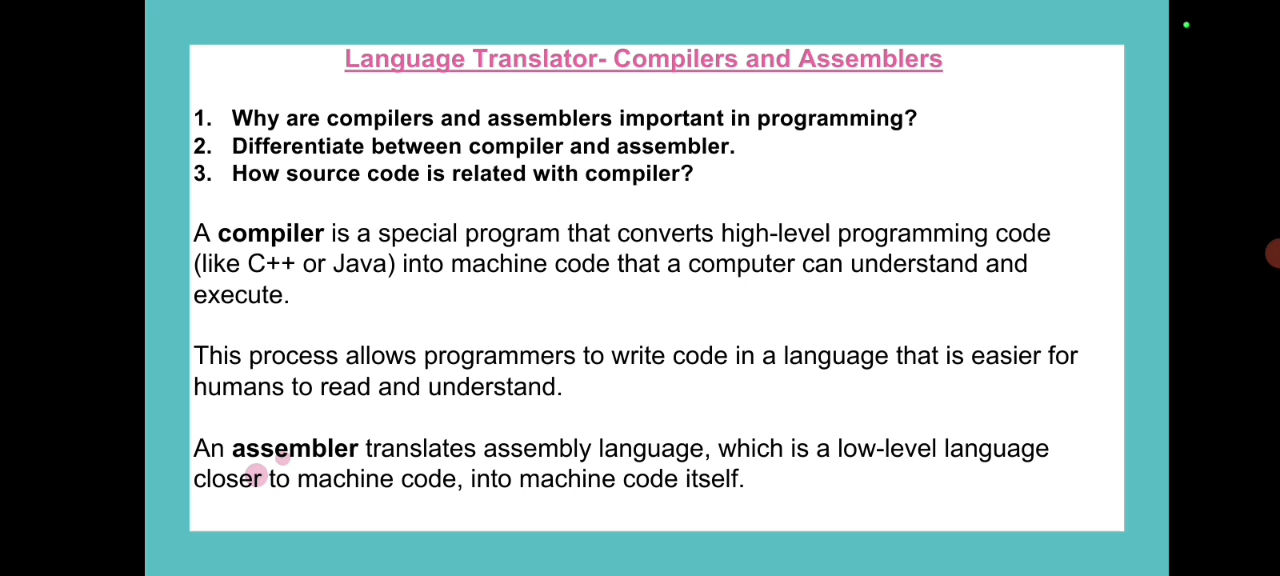 Language Translator- Compilers and Assemblers
1. Why are compilers and assemblers important in programming?
2. Differentiate between compiler and assembler.
3. How source code is related with compiler?
A compiler is a special program that converts high-level programming code
(like C++ or Java) into machine code that a computer can understand and
execute.
This process allows programmers to write code in a language that is easier for
humans to read and understand.
An assembler translates assembly language, which is a low-level language
closer to machine code, into machine code itself.